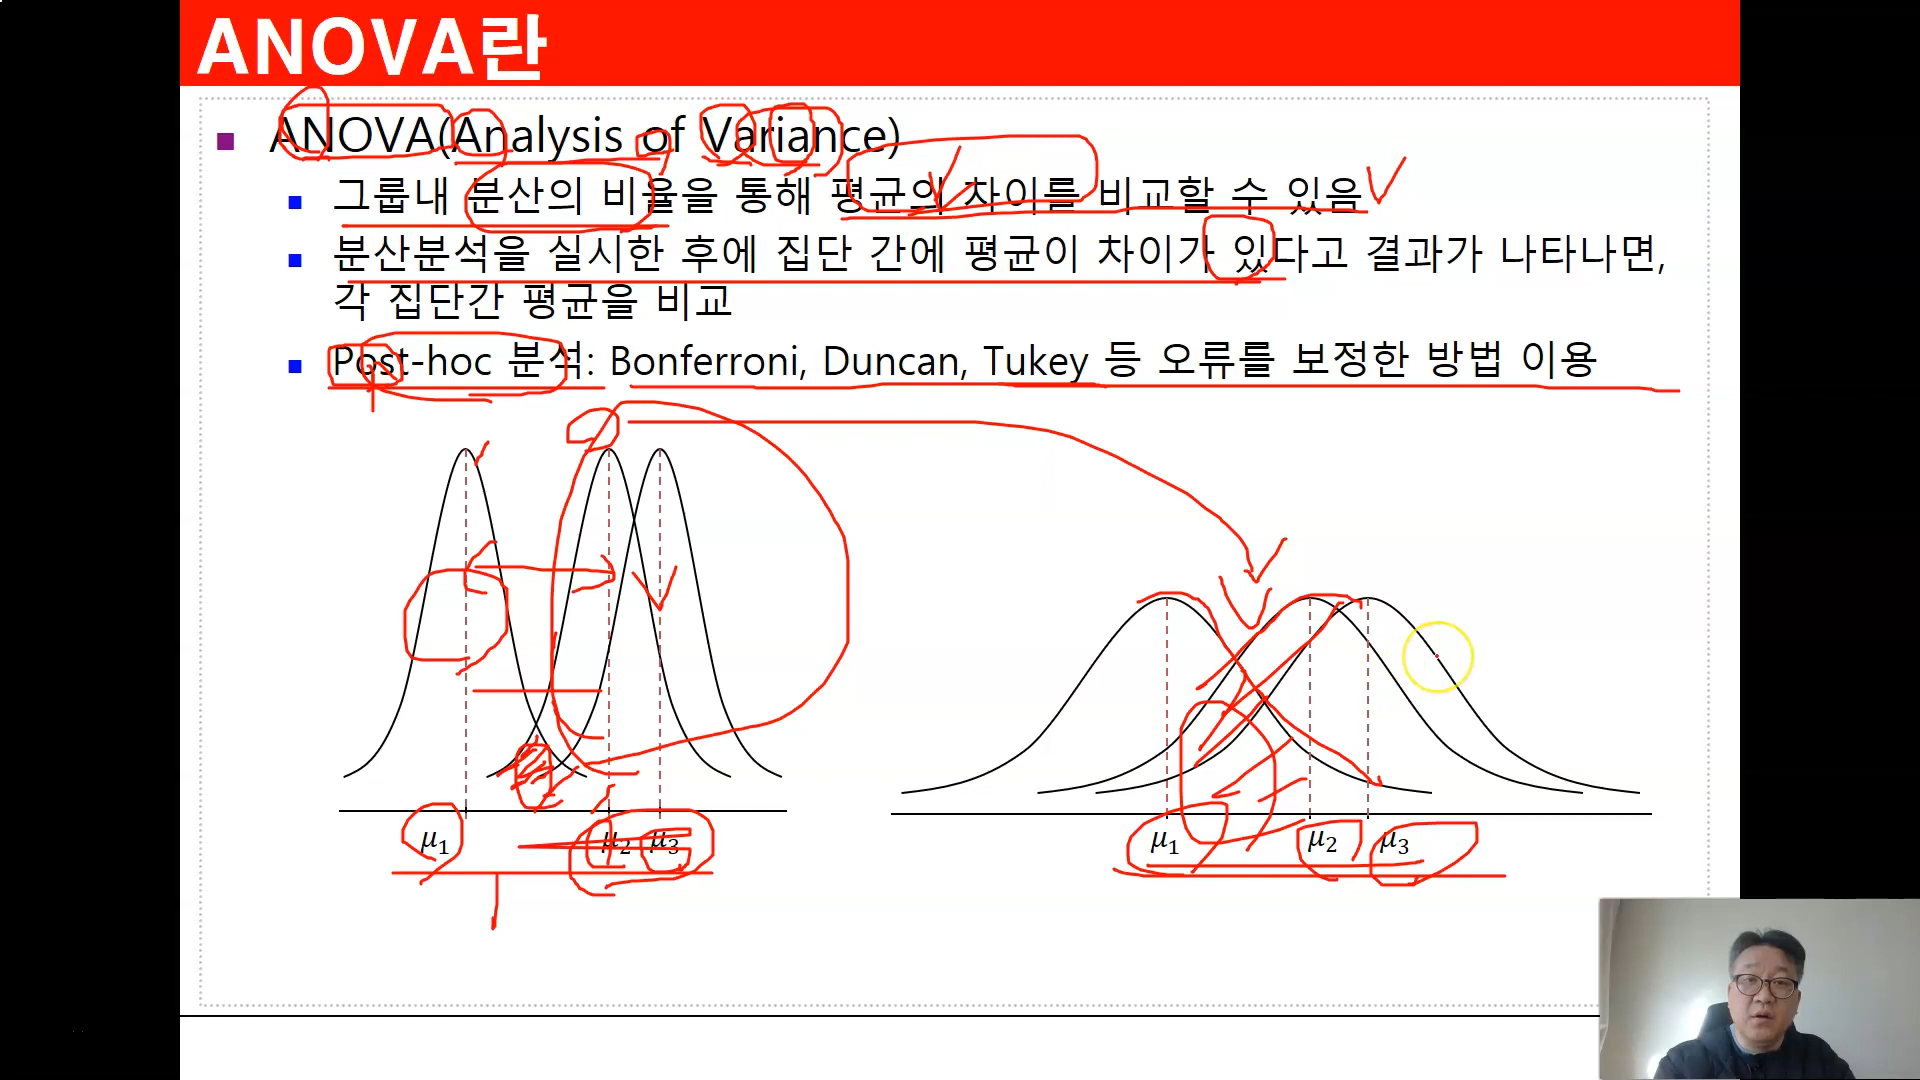 ANOVA란
ANOVA(Analysis of Variance)
그룹내 분산의 비율을 통해 평균의 차이를 비교할 수 있음
분산분석을 실시한 후에 집단 간에 평균이 차이가 있다고 결과가 나타나면,
각 집단간 평균을 비교
Post-hoc 분석: Bonferroni, Duncan, Tukey 등 오류를 보정한 방법 이용
μ₁ μ₂ μ₃ μ₁ μ₂ μ₃